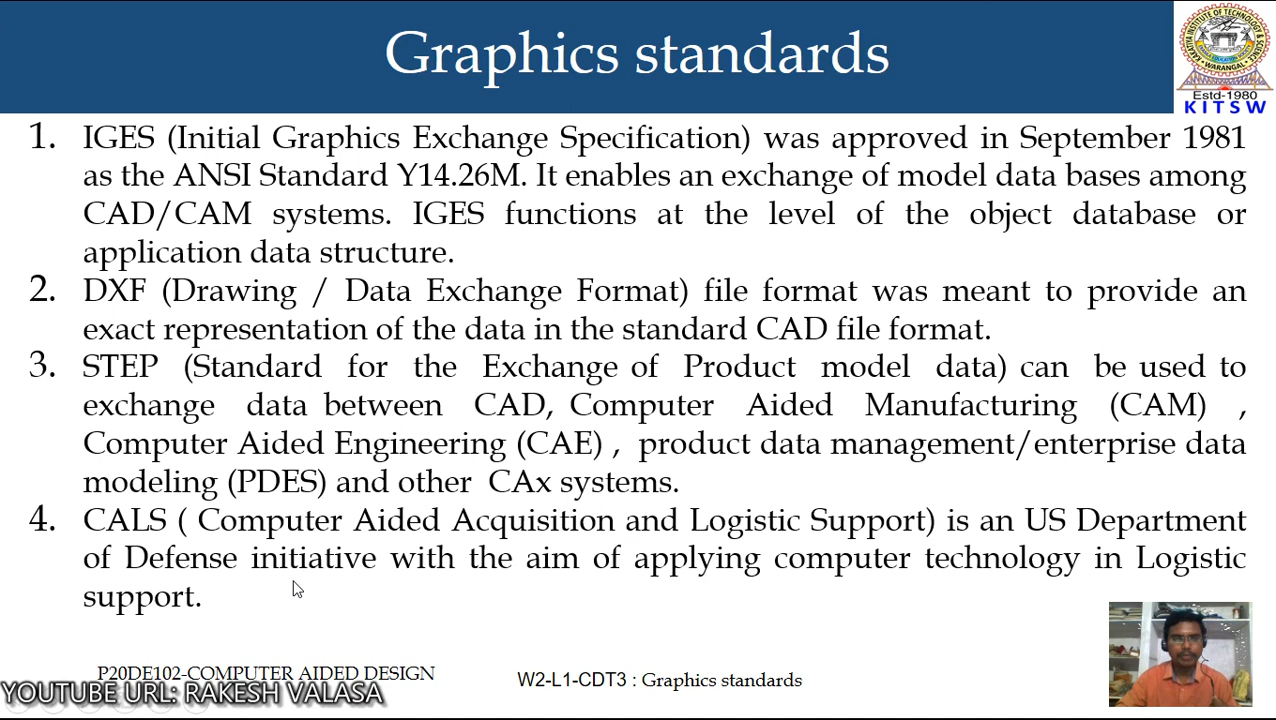 Graphics standards
KAKATIYA INSTITUTE OF TECHNOLOGY & SCIENCE
WARANGAL
Estd-1980
KITSW
1. IGES (Initial Graphics Exchange Specification) was approved in September 1981
as the ANSI Standard Y14.26M. It enables an exchange of model data bases among
CAD/CAM systems. IGES functions at the level of the object database or
application data structure.
2. DXF (Drawing / Data Exchange Format) file format was meant to provide an
exact representation of the data in the standard CAD file format.
3. STEP (Standard for the Exchange of Product model data) can be used to
exchange data between CAD, Computer Aided Manufacturing (CAM) ,
Computer Aided Engineering (CAE) , product data management/enterprise data
modeling (PDES) and other CAx systems.
4. CALS ( Computer Aided Acquisition and Logistic Support) is an US Department
of Defense initiative with the aim of applying computer technology in Logistic
support.
P20DE102-COMPUTER AIDED DESIGN
W2-L1-CDT3 : Graphics standards
YOUTUBE URL: RAKESH VALASA